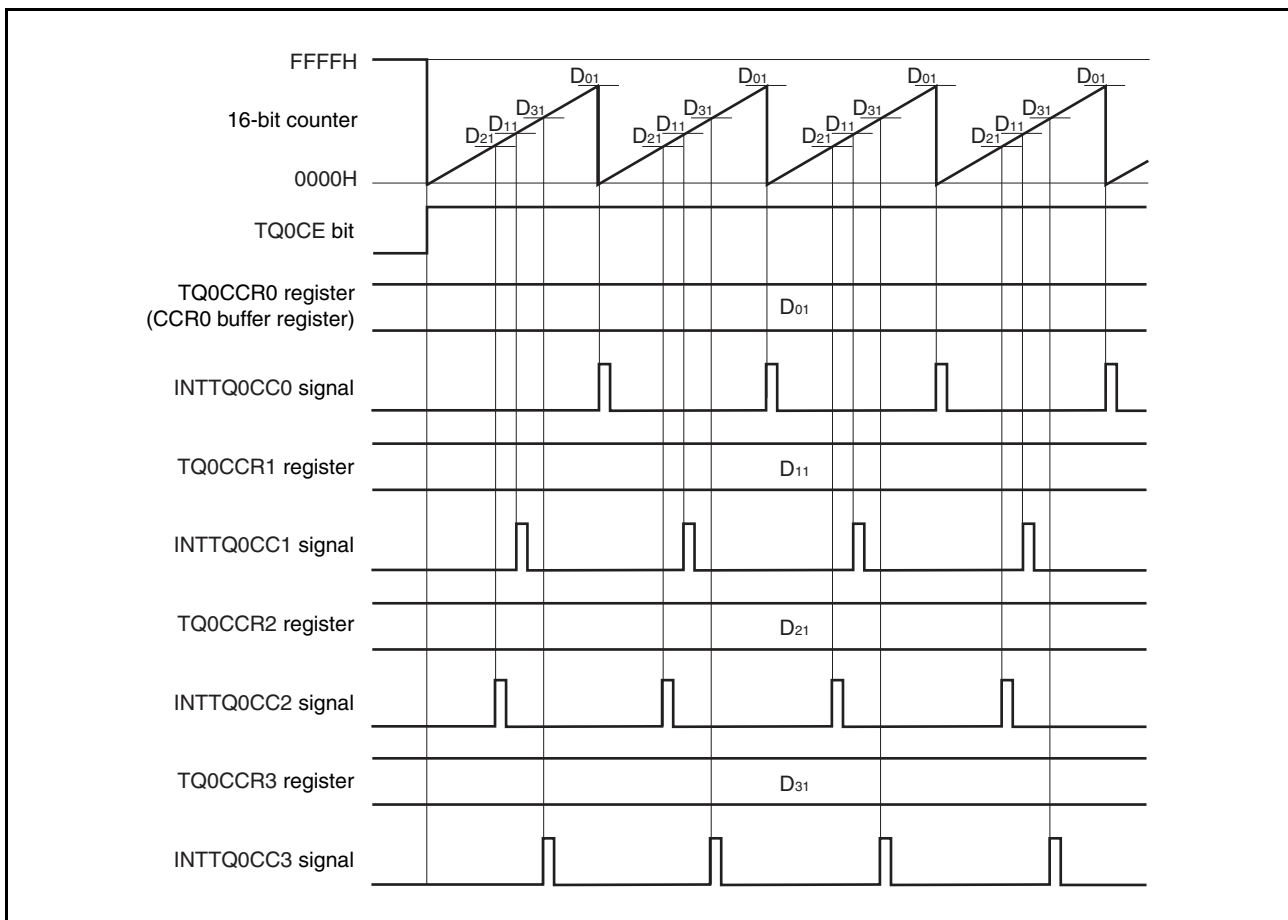 FFFFH
D01 D01 D01 D01
D31 D31 D31 D31
16-bit counter
D11 D11 D11 D11
D21 D21 D21 D21
0000H
TQ0CE bit
TQ0CCR0 register
(CCR0 buffer register)
D01
INTTQ0CC0 signal
TQ0CCR1 register
D11
INTTQ0CC1 signal
TQ0CCR2 register
D21
INTTQ0CC2 signal
TQ0CCR3 register
D31
INTTQ0CC3 signal